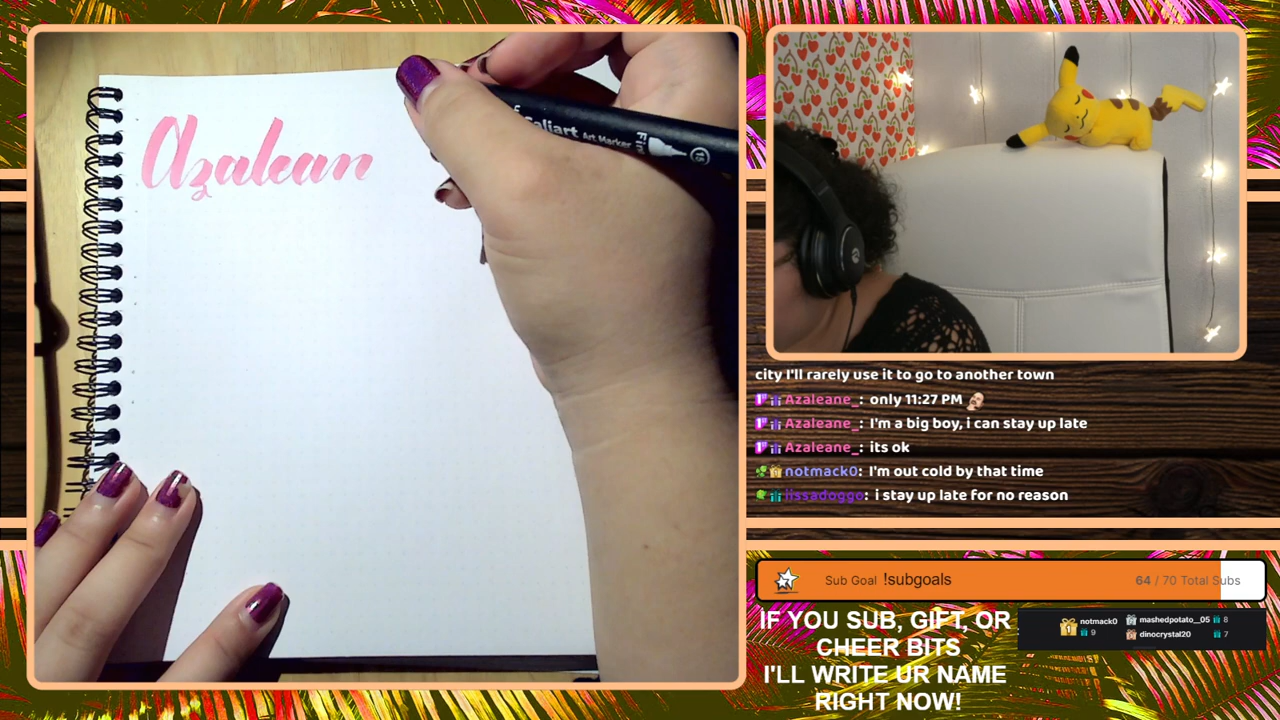 Azalean
Caliart Art Marker
city I'll rarely use it to go to another town
Azaleane_: only 11:27 PM
Azaleane_: I'm a big boy, i can stay up late
Azaleane_: its ok
notmack0: I'm out cold by that time
lissadoggo: i stay up late for no reason
Sub Goal !subgoals
64 / 70 Total Subs
IF YOU SUB, GIFT, OR
CHEER BITS
I'LL WRITE UR NAME
RIGHT NOW!
notmack0
9
mashedpotato__05 8
dinocrystal20 7